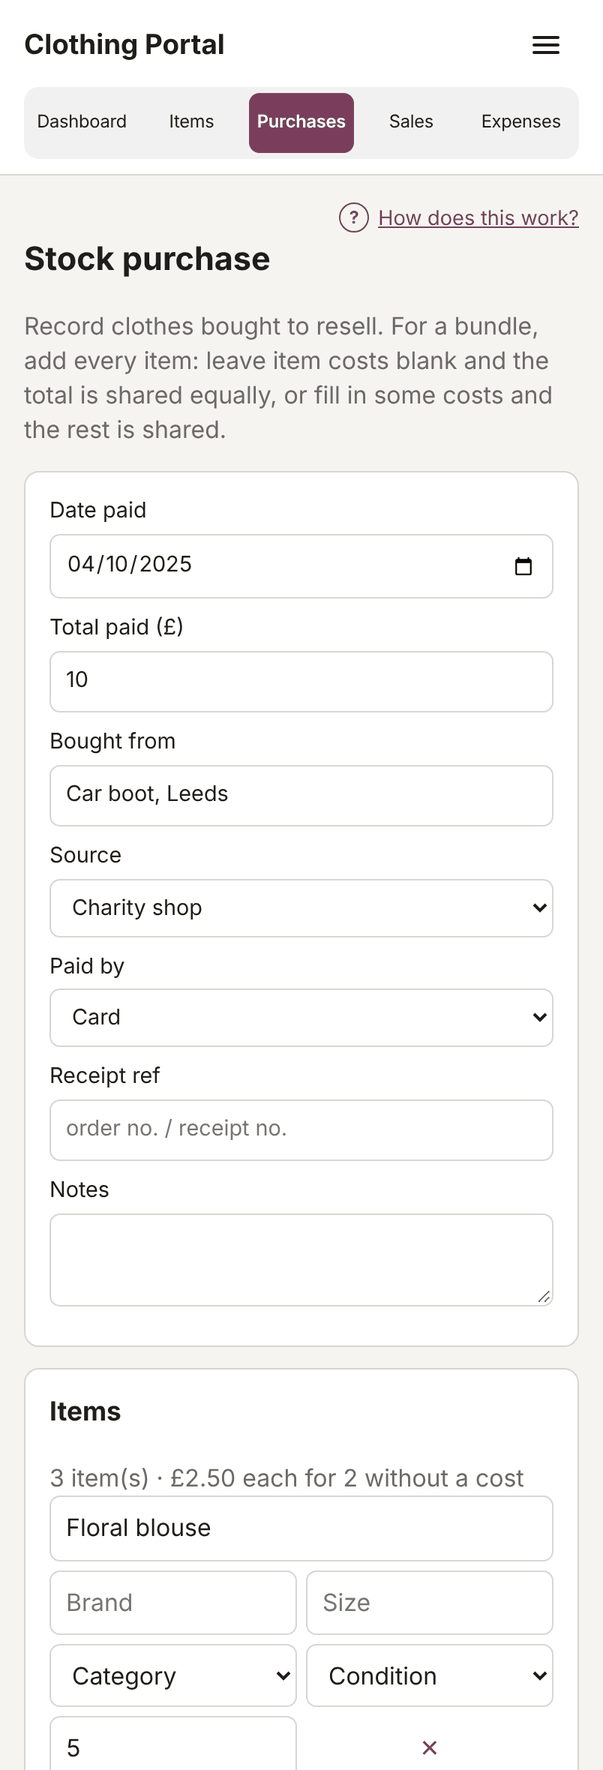 Clothing Portal
Dashboard Items Purchases Sales Expenses
? How does this work?
Stock purchase
Record clothes bought to resell. For a bundle,
add every item: leave item costs blank and the
total is shared equally, or fill in some costs and
the rest is shared.
Date paid
04/10/2025
Total paid (£)
10
Bought from
Car boot, Leeds
Source
Charity shop
Paid by
Card
Receipt ref
order no. / receipt no.
Notes
Items
3 item(s) · £2.50 each for 2 without a cost
Floral blouse
Brand Size
Category Condition
5 ×